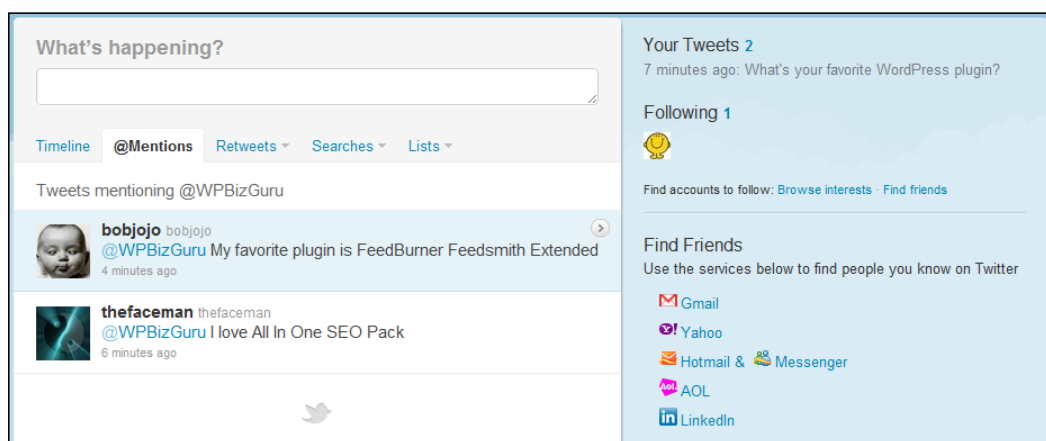 What's happening?
Timeline @Mentions Retweets Searches Lists
Tweets mentioning @WPBizGuru
bobjojo bobjojo
@WPBizGuru My favorite plugin is FeedBurner Feedsmith Extended
4 minutes ago
thefaceman thefaceman
@WPBizGuru I love All In One SEO Pack
6 minutes ago
Your Tweets 2
7 minutes ago: What's your favorite WordPress plugin?
Following 1
Find accounts to follow: Browse interests · Find friends
Find Friends
Use the services below to find people you know on Twitter
Gmail
Yahoo
Hotmail & Messenger
Aol. AOL
in LinkedIn